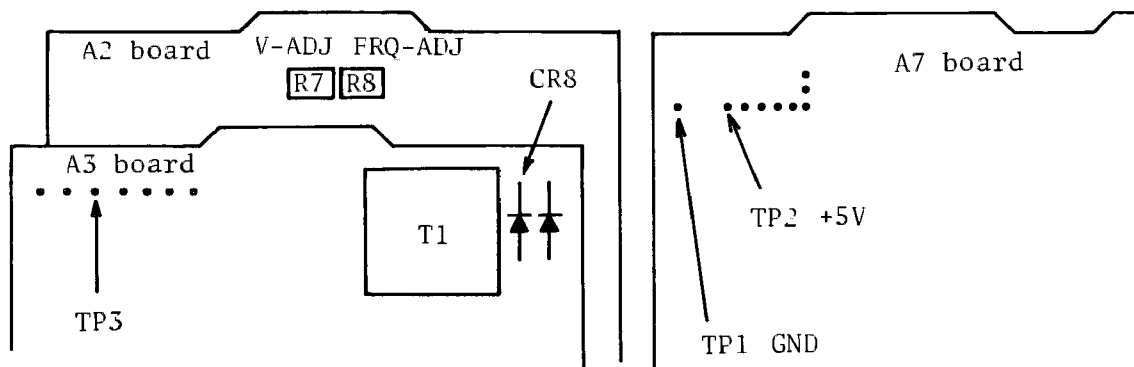 A2 board
V-ADJ FRQ-ADJ
R7 R8
CR8
A3 board
T1
TP3
A7 board
TP2 +5V
TP1 GND